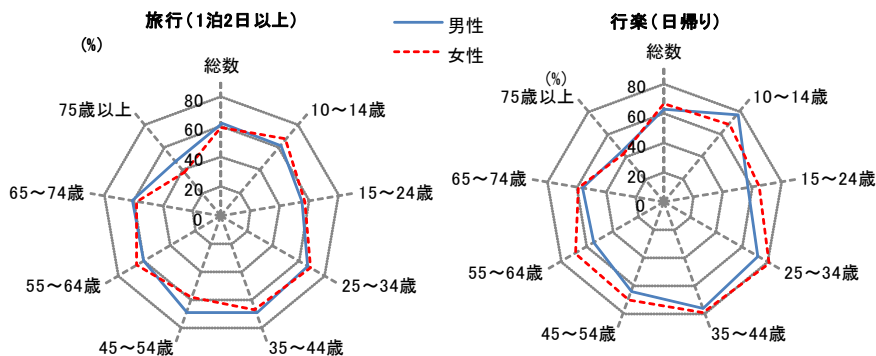 旅行(1泊2日以上)
(%)
総数
10～14歳
15～24歳
25～34歳
35～44歳
45～54歳
55～64歳
65～74歳
75歳以上
80
60
40
20
0
男性
女性
行楽(日帰り)
(%)
総数
10～14歳
15～24歳
25～34歳
35～44歳
45～54歳
55～64歳
65～74歳
75歳以上
80
60
40
20
0